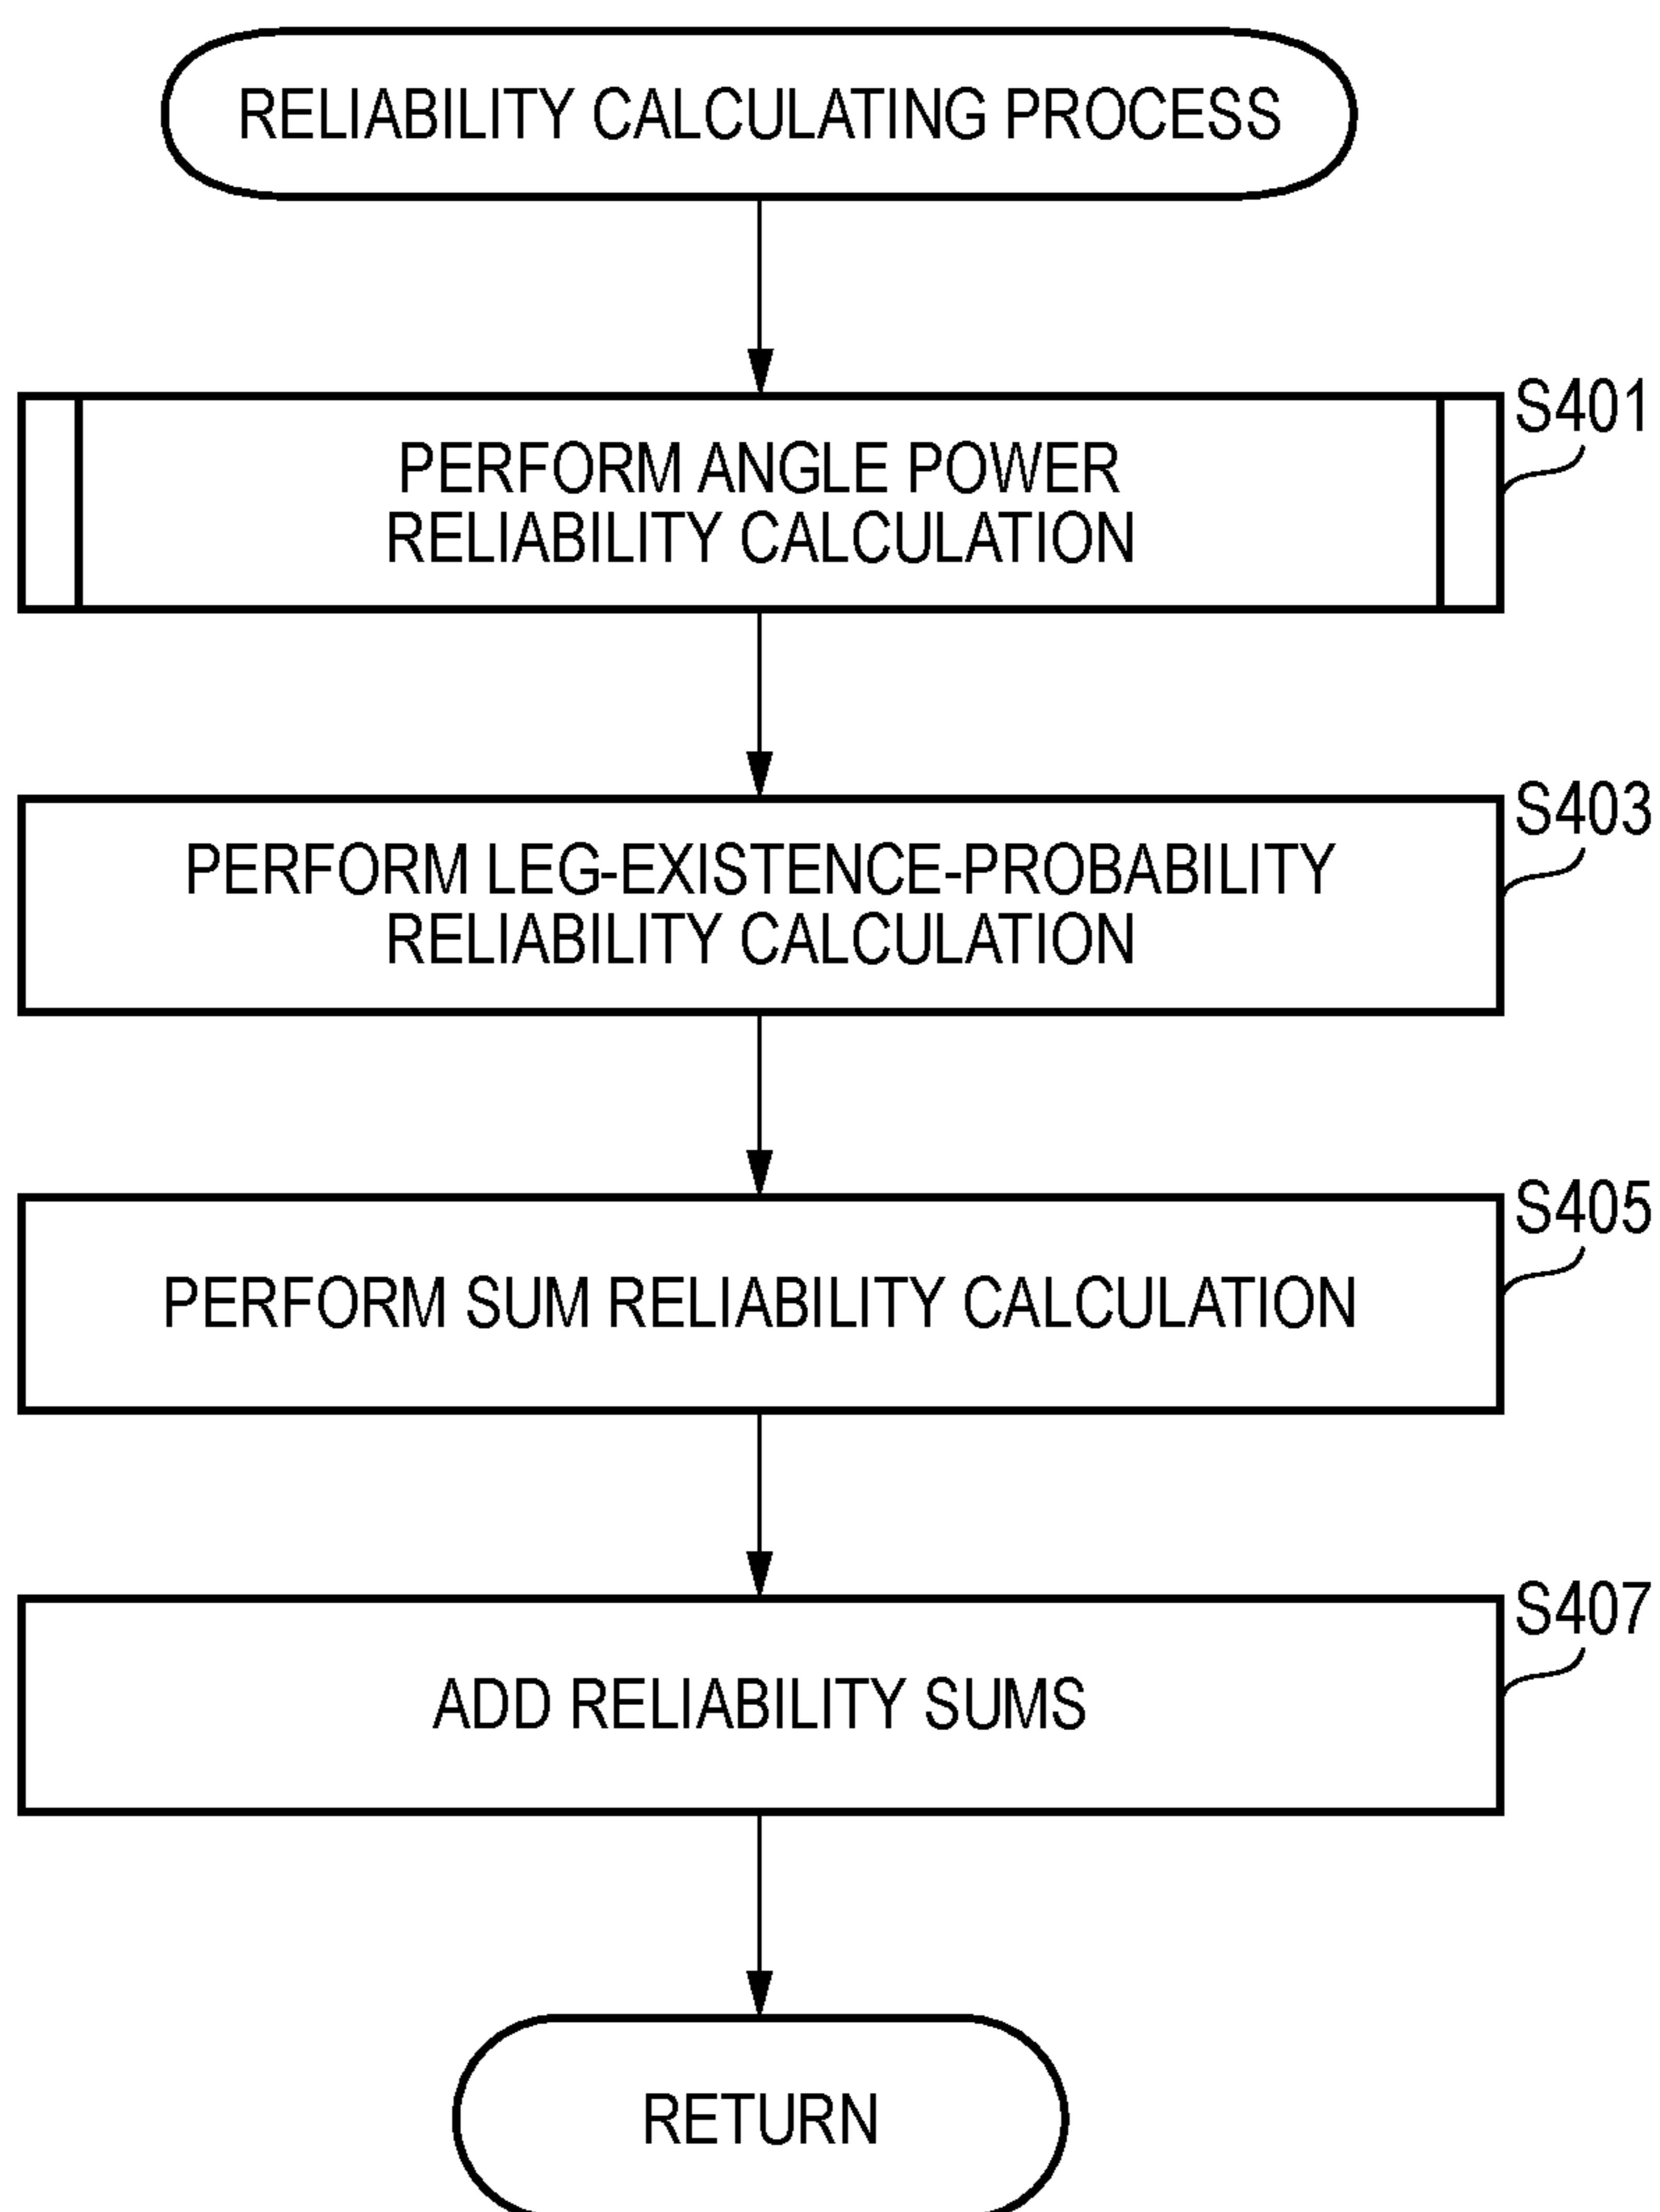 RELIABILITY CALCULATING PROCESS
S401
PERFORM ANGLE POWER
RELIABILITY CALCULATION
S403
PERFORM LEG-EXISTENCE-PROBABILITY
RELIABILITY CALCULATION
S405
PERFORM SUM RELIABILITY CALCULATION
S407
ADD RELIABILITY SUMS
RETURN